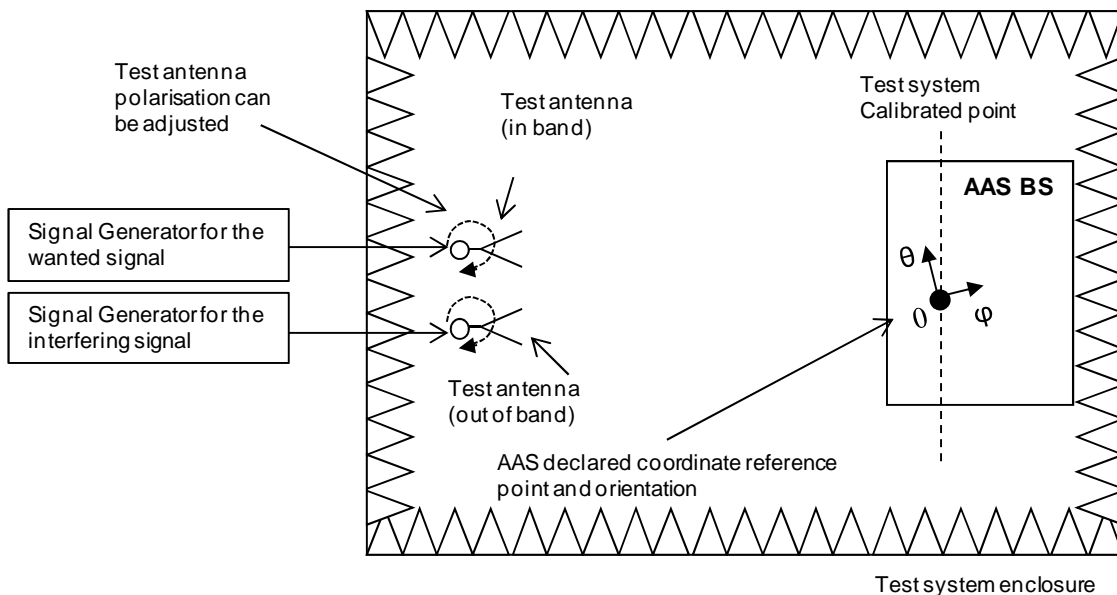 Test antenna
polarisation can
be adjusted
Test antenna
(in band)
Test system
Calibrated point
AAS BS
Signal Generator for the
wanted signal
Signal Generator for the
interfering signal
θ
0
φ
Test antenna
(out of band)
AAS declared coordinate reference
point and orientation
Test system enclosure